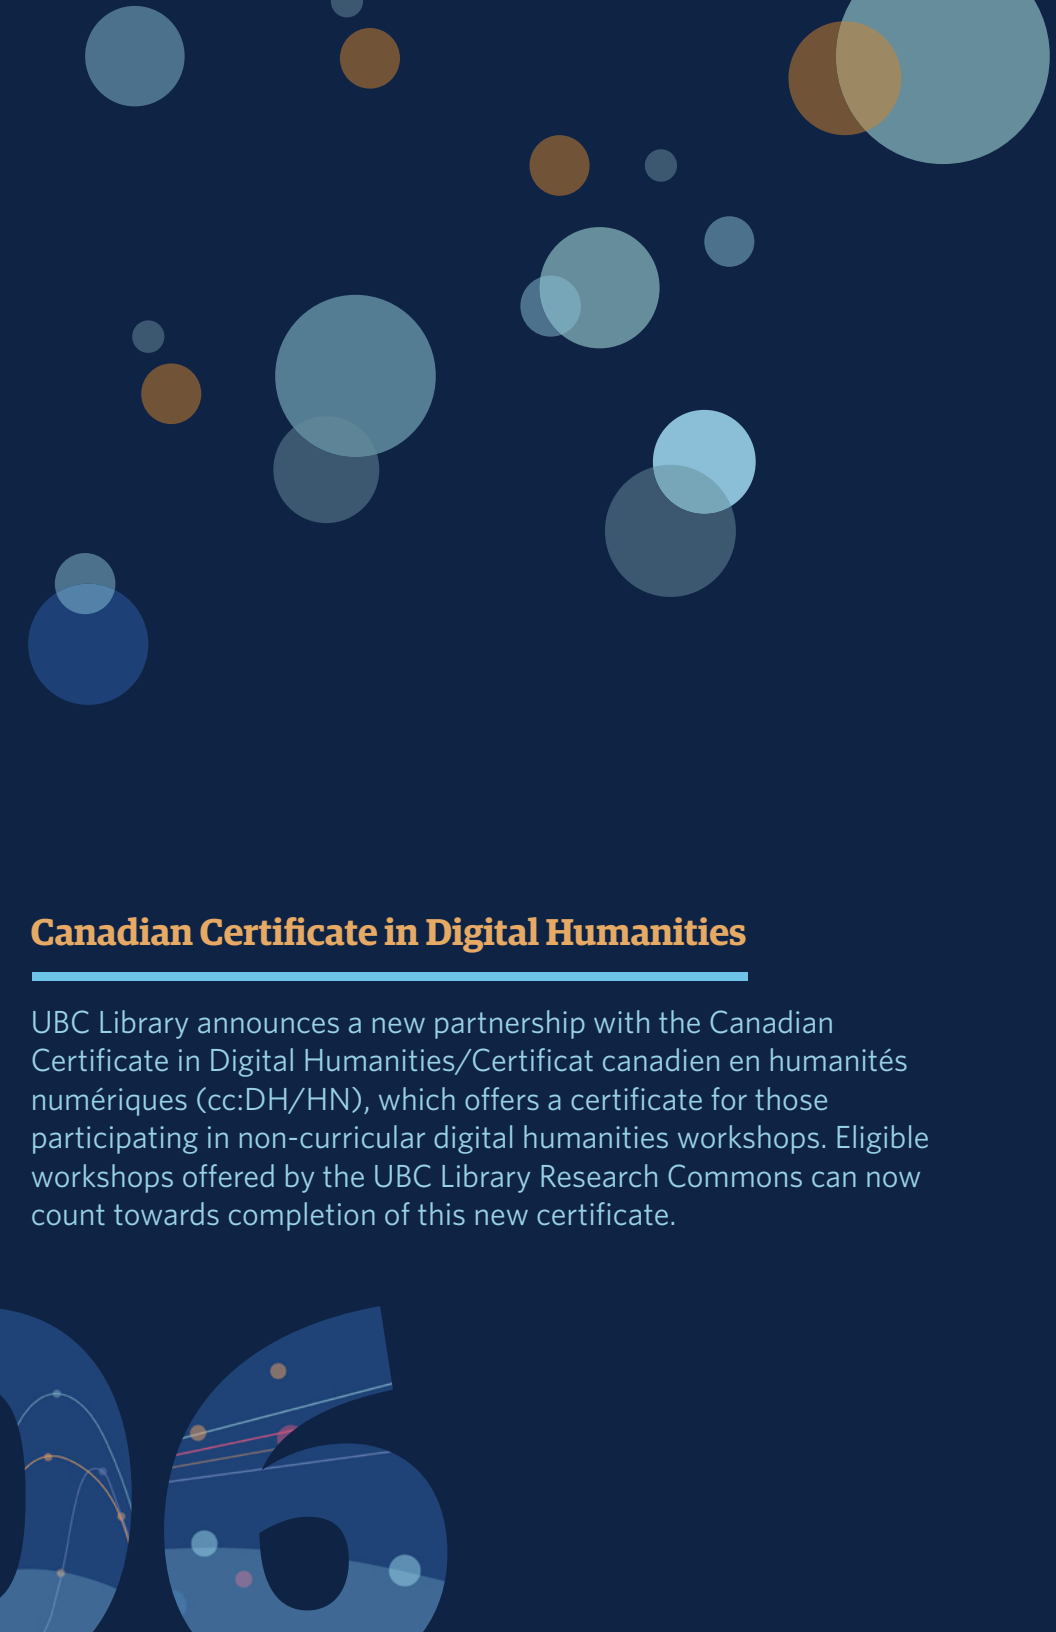 Canadian Certificate in Digital Humanities
UBC Library announces a new partnership with the Canadian
Certificate in Digital Humanities/Certificat canadien en humanités
numériques (cc:DH/HN), which offers a certificate for those
participating in non-curricular digital humanities workshops. Eligible
workshops offered by the UBC Library Research Commons can now
count towards completion of this new certificate.
06